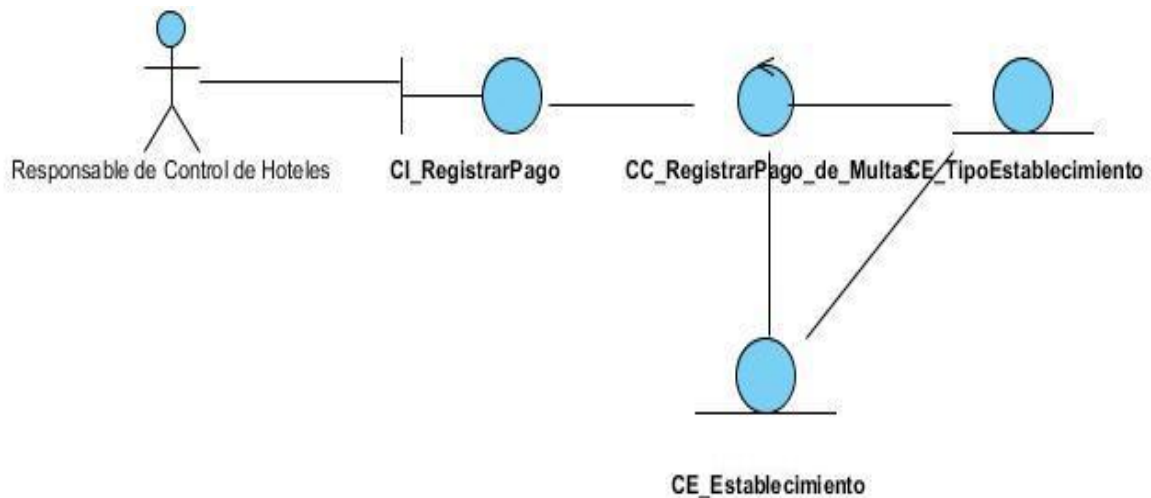 Responsable de Control de Hoteles
CI_RegistrarPago
CC_RegistrarPago_de_Multas
CE_TipoEstablecimiento
CE_Establecimiento